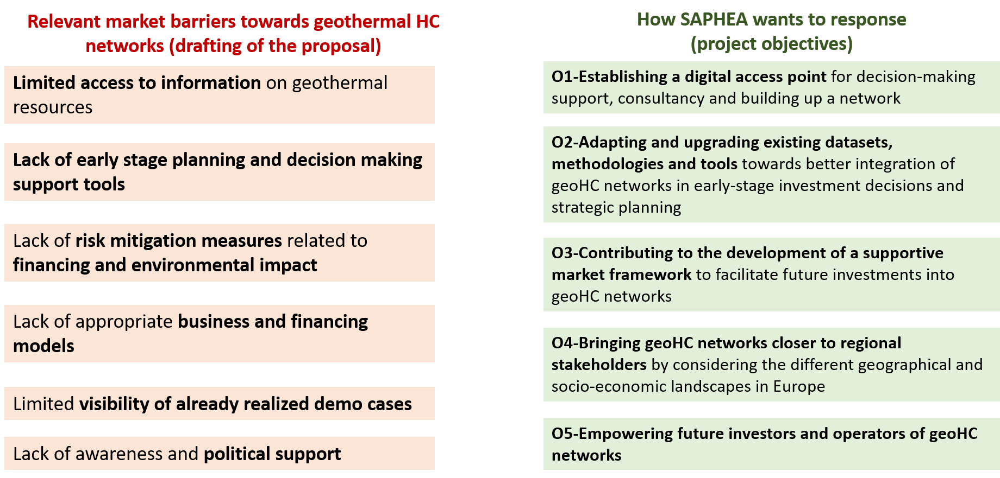 Relevant market barriers towards geothermal HC
networks (drafting of the proposal)
Limited access to information on geothermal
resources
Lack of early stage planning and decision making
support tools
Lack of risk mitigation measures related to
financing and environmental impact
Lack of appropriate business and financing
models
Limited visibility of already realized demo cases
Lack of awareness and political support
How SAPHEA wants to response
(project objectives)
O1-Establishing a digital access point for decision-making
support, consultancy and building up a network
O2-Adapting and upgrading existing datasets,
methodologies and tools towards better integration of
geoHC networks in early-stage investment decisions and
strategic planning
O3-Contributing to the development of a supportive
market framework to facilitate future investments into
geoHC networks
O4-Bringing geoHC networks closer to regional
stakeholders by considering the different geographical and
socio-economic landscapes in Europe
O5-Empowering future investors and operators of geoHC
networks